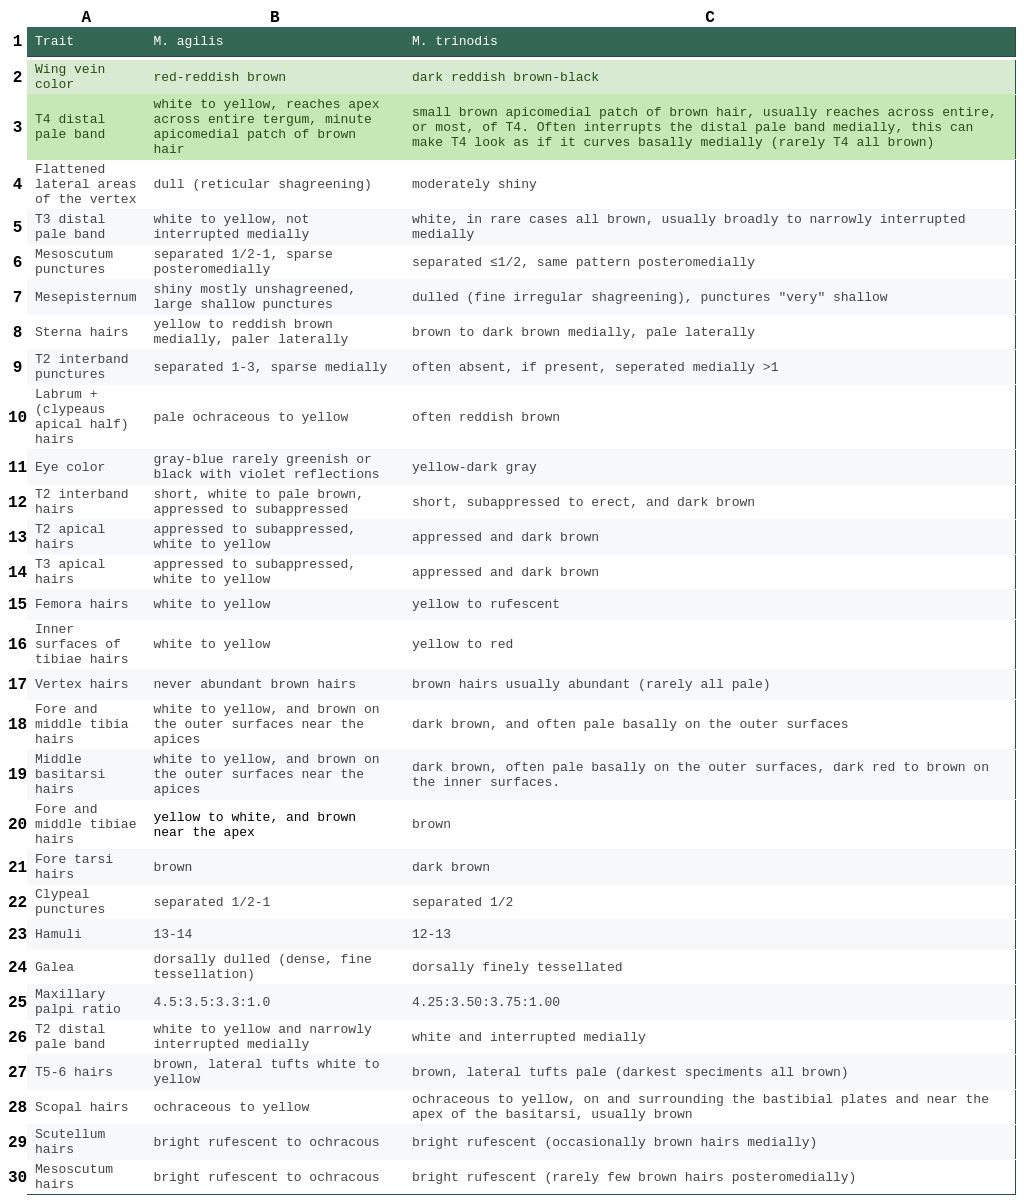 A B C
1 Trait M. agilis M. trinodis
2 Wing vein color red-reddish brown dark reddish brown-black
3 T4 distal pale band white to yellow, reaches apex across entire tergum, minute apicomedial patch of brown hair small brown apicomedial patch of brown hair, usually reaches across entire, or most, of T4. Often interrupts the distal pale band medially, this can make T4 look as if it curves basally medially (rarely T4 all brown)
4 Flattened lateral areas of the vertex dull (reticular shagreening) moderately shiny
5 T3 distal pale band white to yellow, not interrupted medially white, in rare cases all brown, usually broadly to narrowly interrupted medially
6 Mesoscutum punctures separated 1/2-1, sparse posteromedially separated ≤1/2, same pattern posteromedially
7 Mesepisternum shiny mostly unshagreened, large shallow punctures dulled (fine irregular shagreening), punctures "very" shallow
8 Sterna hairs yellow to reddish brown medially, paler laterally brown to dark brown medially, pale laterally
9 T2 interband punctures separated 1-3, sparse medially often absent, if present, seperated medially >1
10 Labrum + (clypeaus apical half) hairs pale ochraceous to yellow often reddish brown
11 Eye color gray-blue rarely greenish or black with violet reflections yellow-dark gray
12 T2 interband hairs short, white to pale brown, appressed to subappressed short, subappressed to erect, and dark brown
13 T2 apical hairs appressed to subappressed, white to yellow appressed and dark brown
14 T3 apical hairs appressed to subappressed, white to yellow appressed and dark brown
15 Femora hairs white to yellow yellow to rufescent
16 Inner surfaces of tibiae hairs white to yellow yellow to red
17 Vertex hairs never abundant brown hairs brown hairs usually abundant (rarely all pale)
18 Fore and middle tibia hairs white to yellow, and brown on the outer surfaces near the apices dark brown, and often pale basally on the outer surfaces
19 Middle basitarsi hairs white to yellow, and brown on the outer surfaces near the apices dark brown, often pale basally on the outer surfaces, dark red to brown on the inner surfaces.
20 Fore and middle tibiae hairs yellow to white, and brown near the apex brown
21 Fore tarsi hairs brown dark brown
22 Clypeal punctures separated 1/2-1 separated 1/2
23 Hamuli 13-14 12-13
24 Galea dorsally dulled (dense, fine tessellation) dorsally finely tessellated
25 Maxillary palpi ratio 4.5:3.5:3.3:1.0 4.25:3.50:3.75:1.00
26 T2 distal pale band white to yellow and narrowly interrupted medially white and interrupted medially
27 T5-6 hairs brown, lateral tufts white to yellow brown, lateral tufts pale (darkest speciments all brown)
28 Scopal hairs ochraceous to yellow ochraceous to yellow, on and surrounding the bastibial plates and near the apex of the basitarsi, usually brown
29 Scutellum hairs bright rufescent to ochracous bright rufescent (occasionally brown hairs medially)
30 Mesoscutum hairs bright rufescent to ochracous bright rufescent (rarely few brown hairs posteromedially)